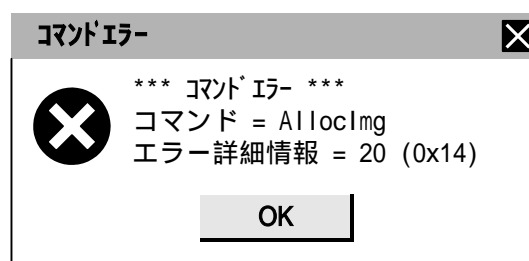 ｺﾏﾝﾄﾞｴﾗｰ
*** ｺﾏﾝﾄﾞｴﾗｰ ***
コマンド = AllocImg
エラー詳細情報 = 20 (0x14)
OK